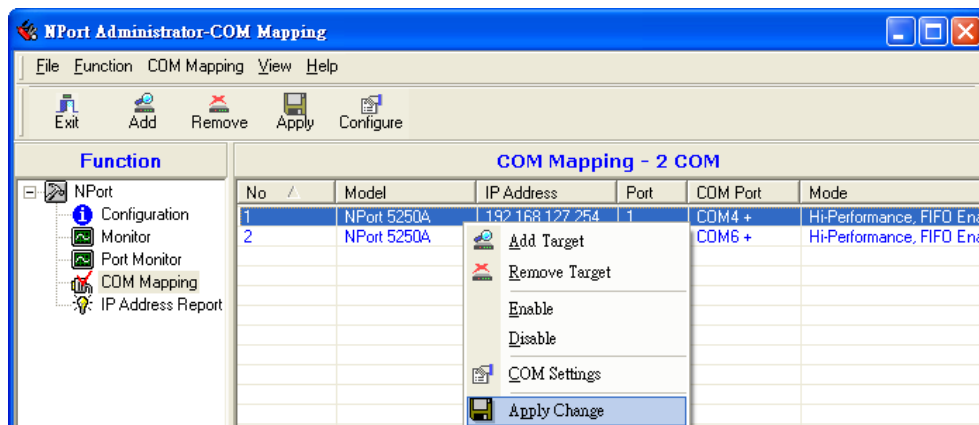 NPort Administrator-COM Mapping
File Function COM Mapping View Help
Exit Add Remove Apply Configure
Function
COM Mapping - 2 COM
NPort
Configuration
Monitor
Port Monitor
COM Mapping
IP Address Report
No Model IP Address Port COM Port Mode
1 NPort 5250A 192.168.127.254 1 COM4 + Hi-Performance, FIFO Ena
2 NPort 5250A COM6 + Hi-Performance, FIFO Ena
Add Target
Remove Target
Enable
Disable
COM Settings
Apply Change